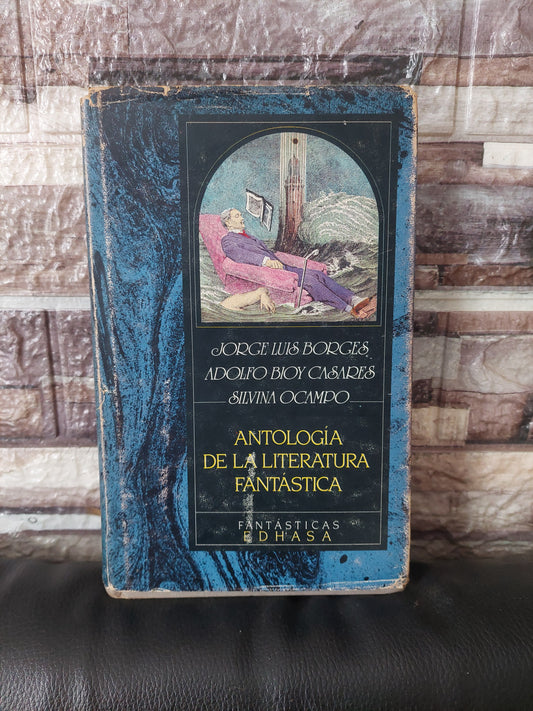 JORGE LUIS BORGES
ADOLFO BIOY CASARES
SILVINA OCAMPO
ANTOLOGÍA
DE LA LITERATURA
FANTÁSTICA
FANTÁSTICAS
EDHASA